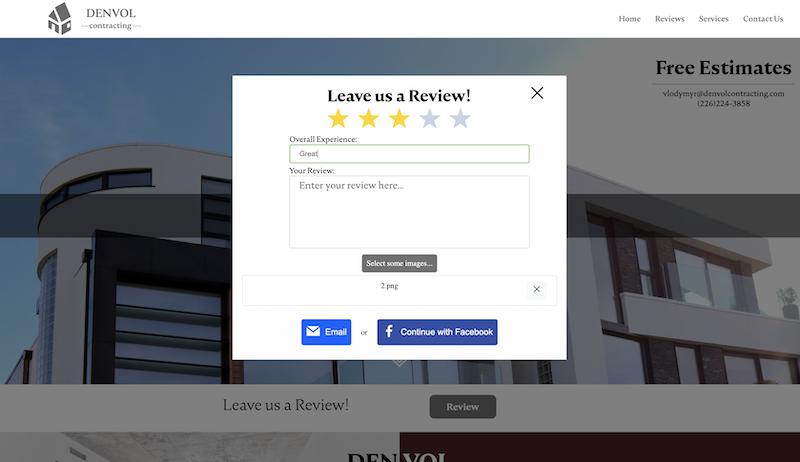 DENVOL
contracting
Home Reviews Services Contact Us
Free Estimates
vlodymyr@denvolcontracting.com
(226)224-3858
Leave us a Review!
Overall Experience:
Great
Your Review:
Enter your review here...
Select some images...
2.png
Email or Continue with Facebook
Leave us a Review!
Review
DENVOL